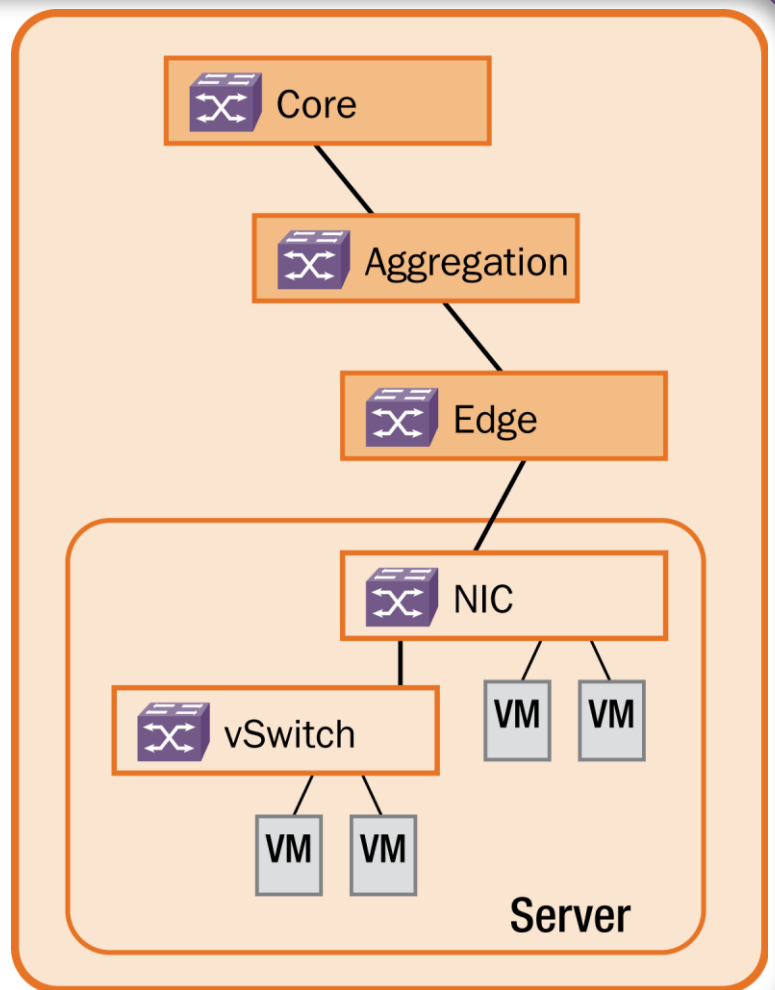 Core
Aggregation
Edge
NIC
VM VM
vSwitch
VM VM
Server